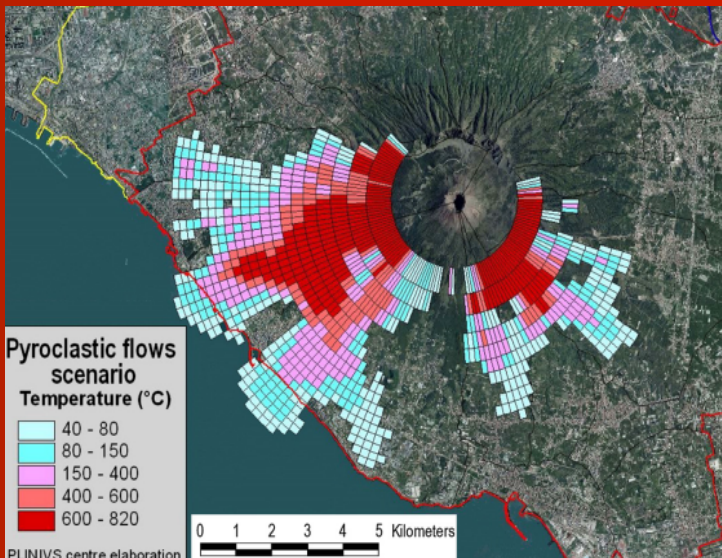 Pyroclastic flows
scenario
Temperature (°C)
40 - 80
80 - 150
150 - 400
400 - 600
600 - 820
PLINIVS centre elaboration
0 1 2 3 4 5 Kilometers